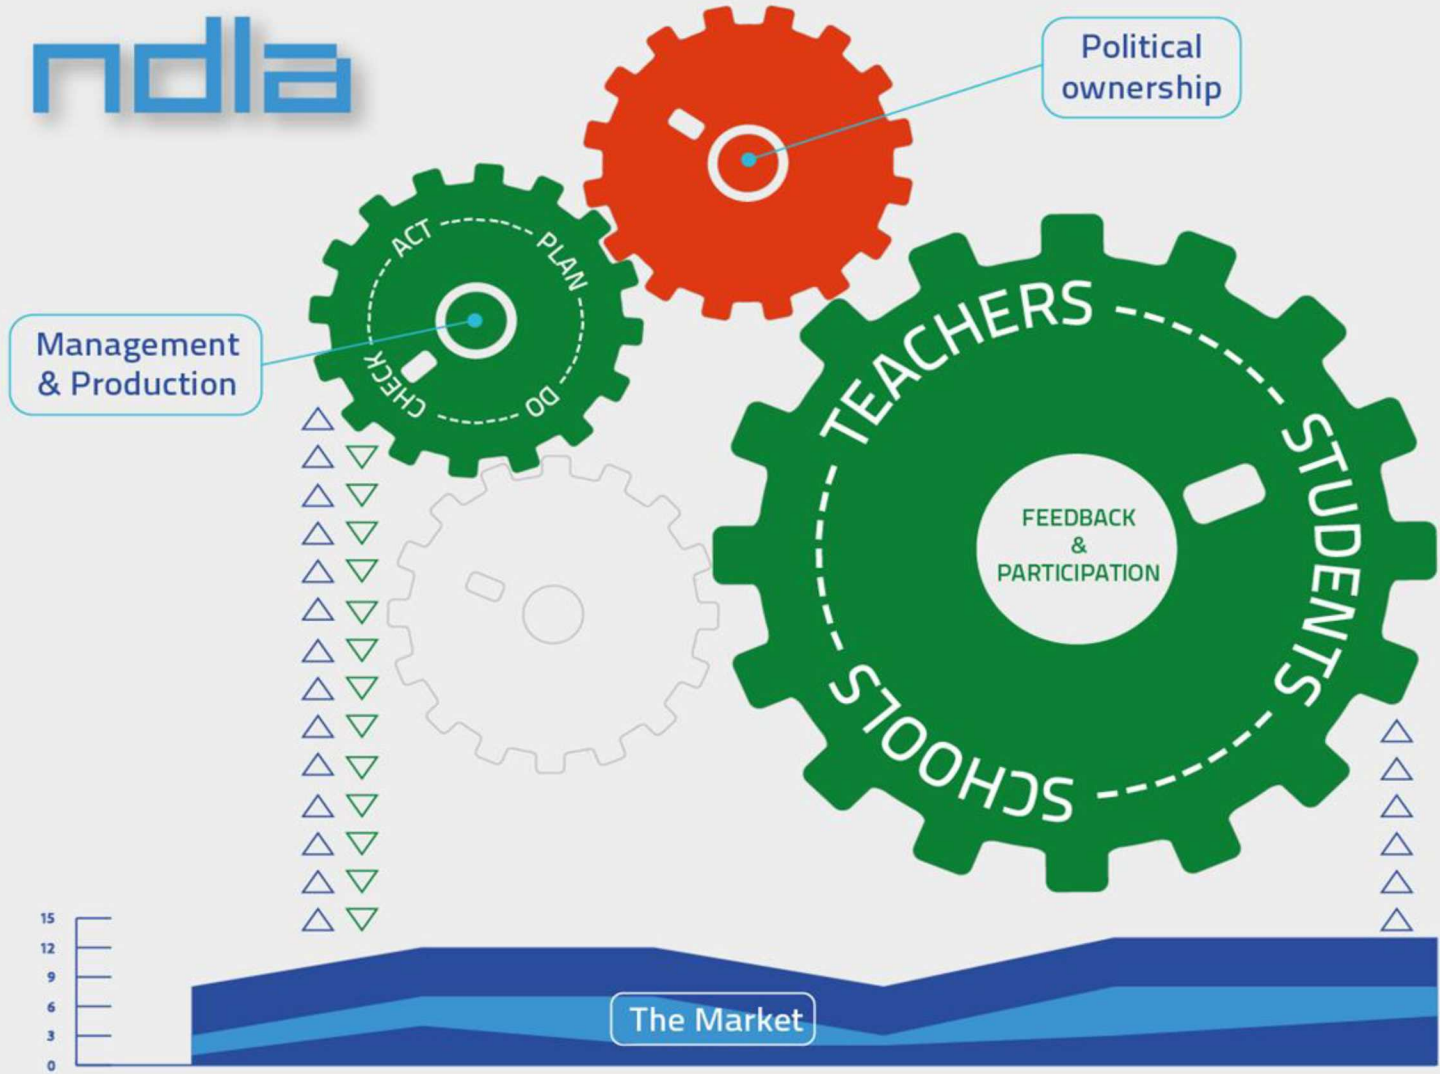 ndla
Political
ownership
ACT
PLAN
DO
CHECK
Management
& Production
TEACHERS
STUDENTS
SCHOOLS
FEEDBACK
&
PARTICIPATION
15
12
9
6
3
0
The Market